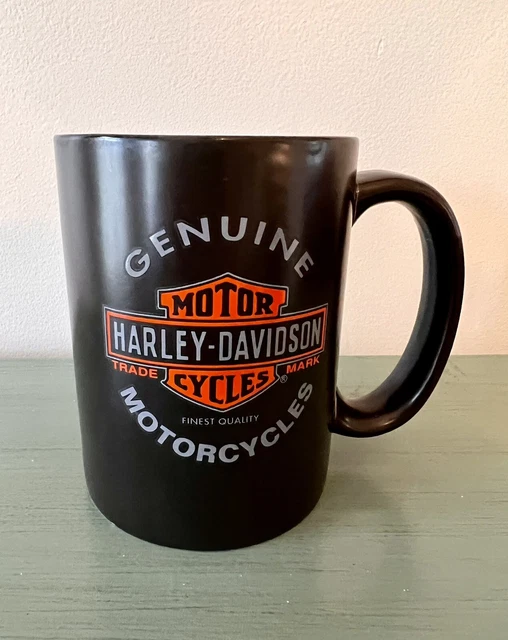 GENUINE
MOTOR
HARLEY-DAVIDSON
TRADE MARK
CYCLES®
FINEST QUALITY
MOTORCYCLES